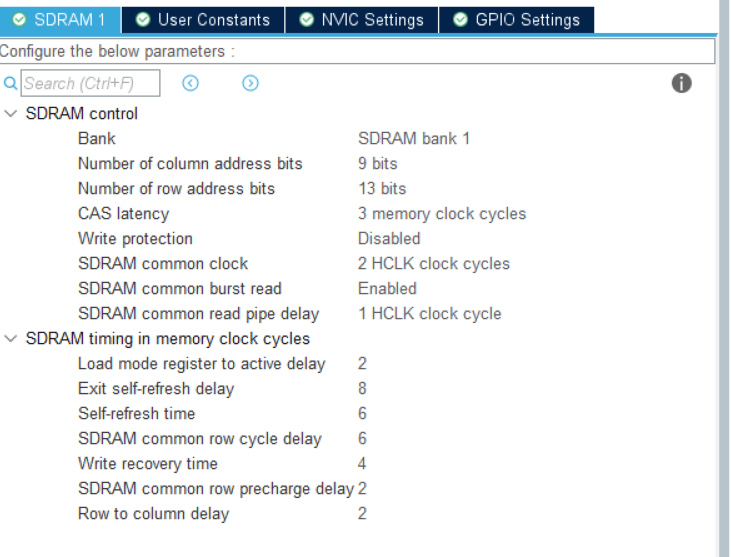 SDRAM 1 User Constants NVIC Settings GPIO Settings
Configure the below parameters :
Search (Ctrl+F)
SDRAM control
Bank SDRAM bank 1
Number of column address bits 9 bits
Number of row address bits 13 bits
CAS latency 3 memory clock cycles
Write protection Disabled
SDRAM common clock 2 HCLK clock cycles
SDRAM common burst read Enabled
SDRAM common read pipe delay 1 HCLK clock cycle
SDRAM timing in memory clock cycles
Load mode register to active delay 2
Exit self-refresh delay 8
Self-refresh time 6
SDRAM common row cycle delay 6
Write recovery time 4
SDRAM common row precharge delay 2
Row to column delay 2